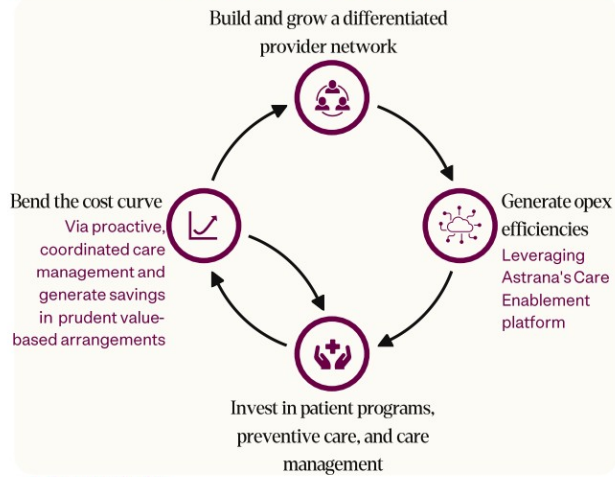 Build and grow a differentiated
provider network
Bend the cost curve
Via proactive,
coordinated care
management and
generate savings
in prudent value-
based arrangements
Generate opex
efficiencies
Leveraging
Astrana's Care
Enablement
platform
Invest in patient programs,
preventive care, and care
management